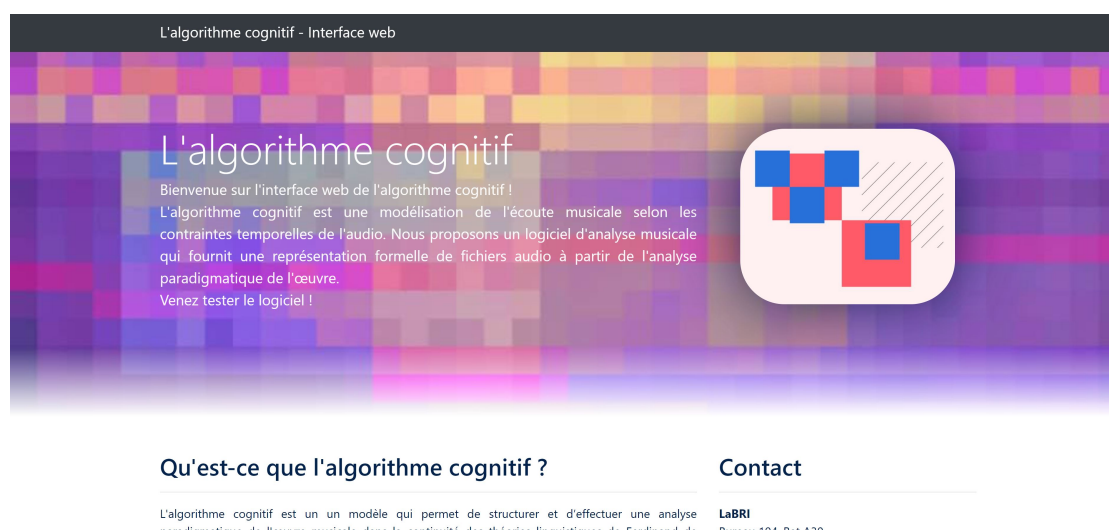 L'algorithme cognitif - Interface web
L'algorithme cognitif
Bienvenue sur l'interface web de l'algorithme cognitif !
L'algorithme cognitif est une modélisation de l'écoute musicale selon les
contraintes temporelles de l'audio. Nous proposons un logiciel d'analyse musicale
qui fournit une représentation formelle de fichiers audio à partir de l'analyse
paradigmatique de l'œuvre.
Venez tester le logiciel !
Qu'est-ce que l'algorithme cognitif ?
L'algorithme cognitif est un un modèle qui permet de structurer et d'effectuer une analyse
Contact
LaBRI